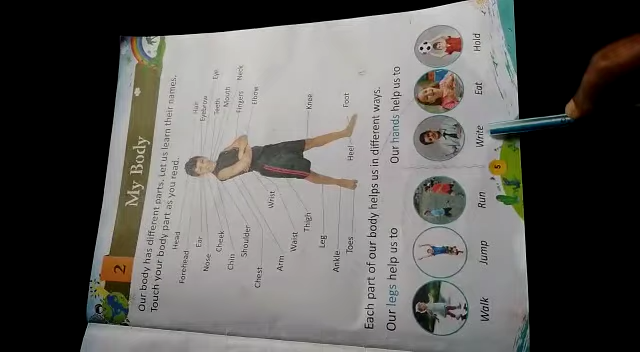 2
My Body
Our body has different parts. Let us learn their names.
Touch your body part as you read.
Head
Forehead
Ear
Nose
Cheek
Chin
Shoulder
Chest
Arm
Wrist
Waist
Thigh
Leg
Ankle
Toes
Hair
Eyebrow
Eye
Teeth
Mouth
Fingers
Neck
Elbow
Knee
Foot
Heel
Each part of our body helps us in different ways.
Our legs help us to
Our hands help us to
Walk
Jump
Run
Write
Eat
Hold
5